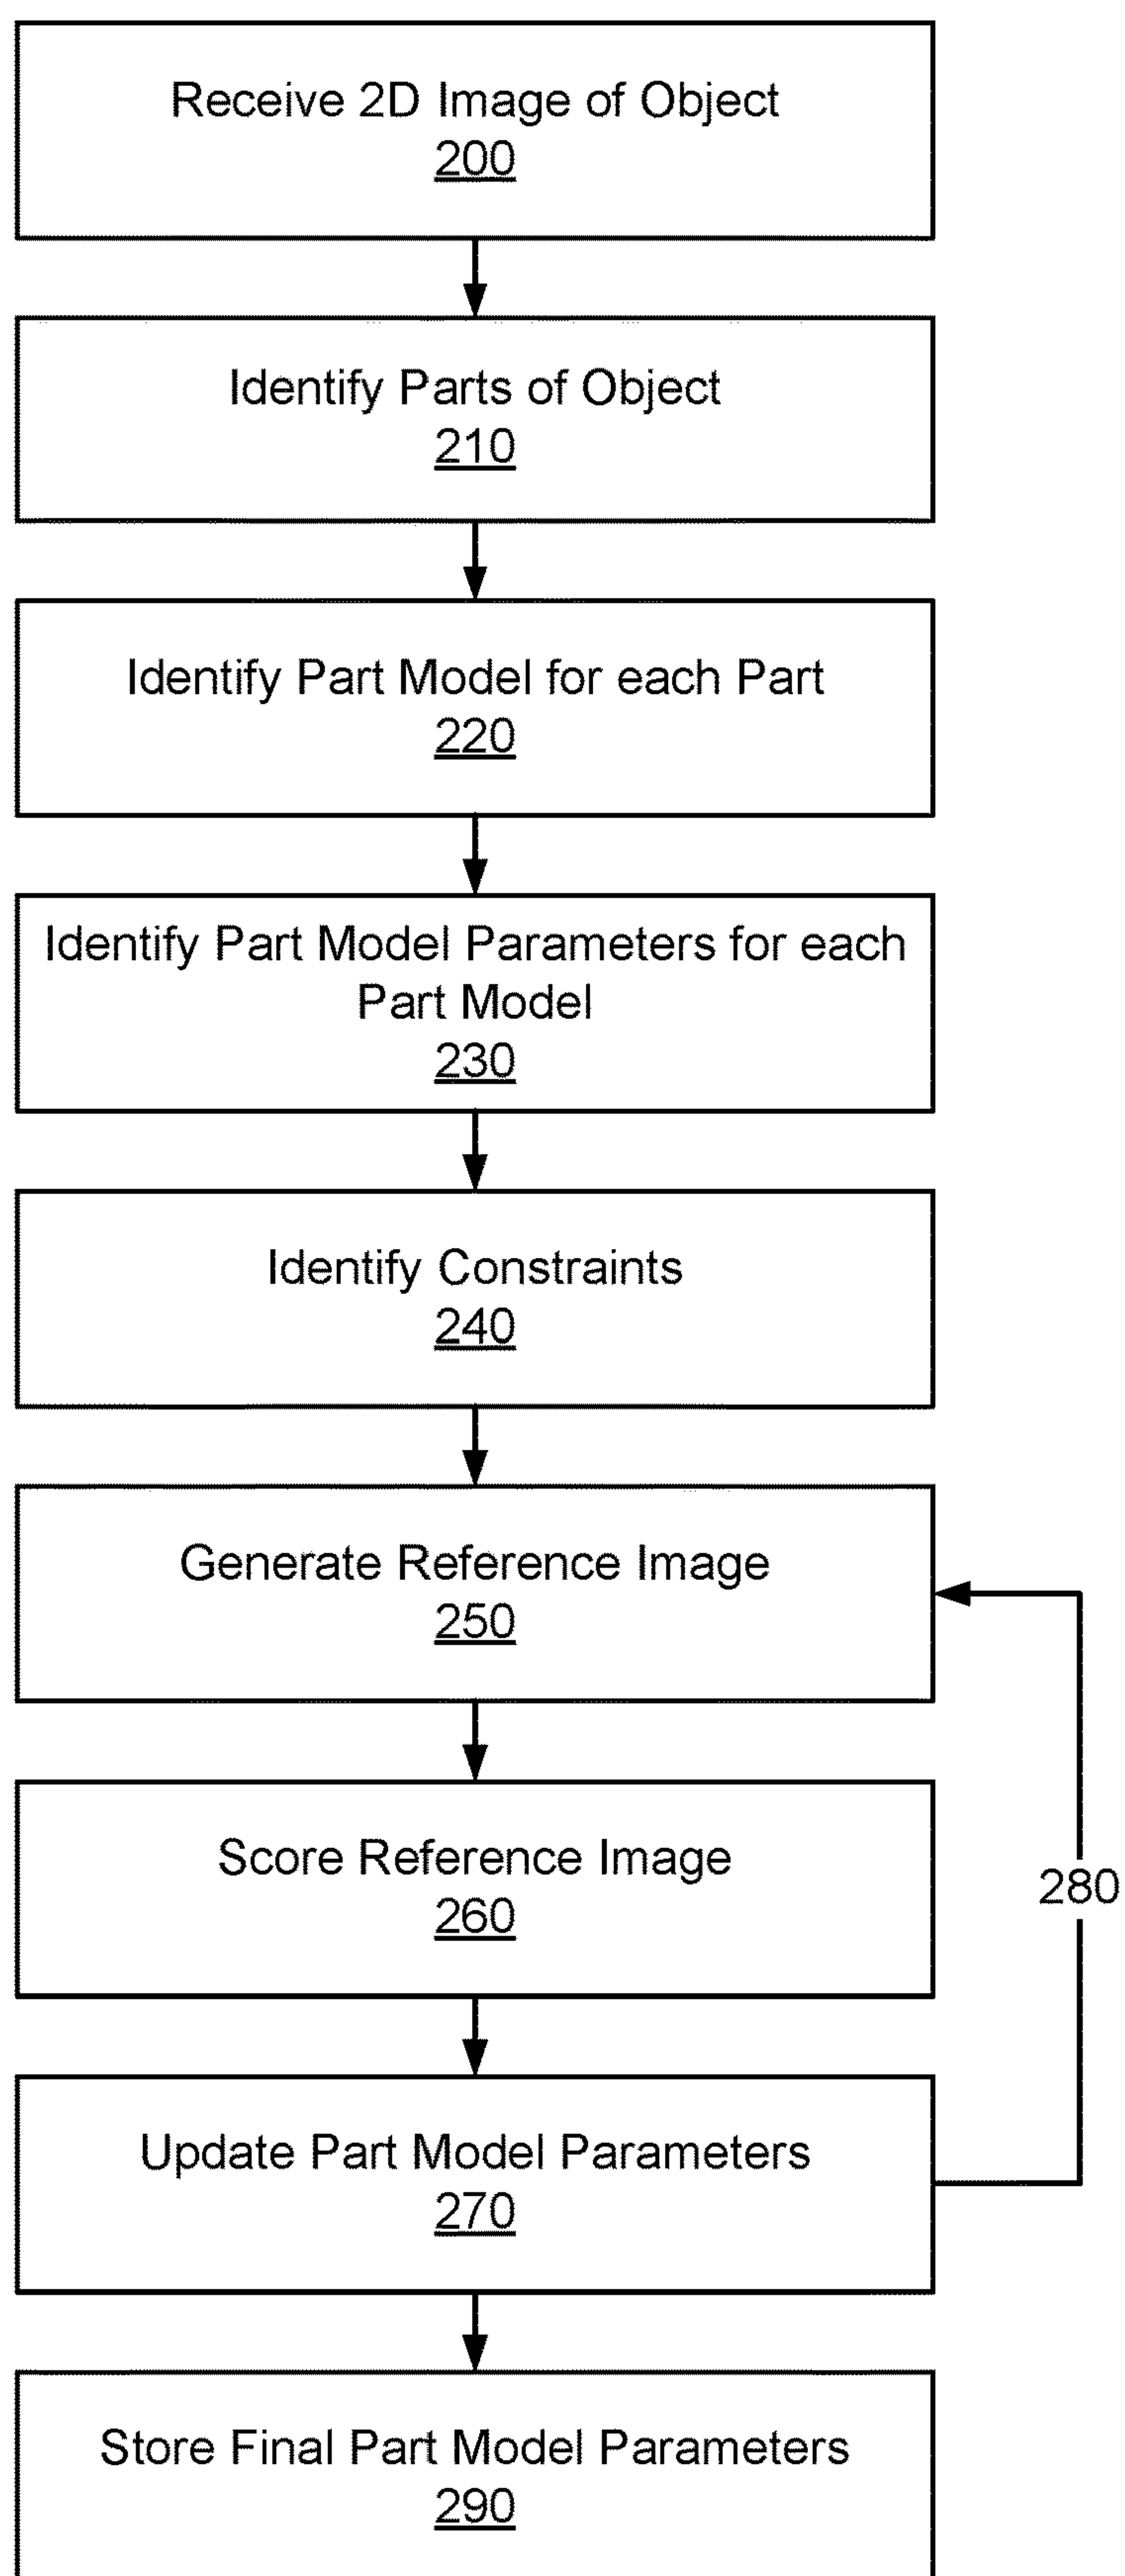 Receive 2D Image of Object
200
Identify Parts of Object
210
Identify Part Model for each Part
220
Identify Part Model Parameters for each
Part Model
230
Identify Constraints
240
Generate Reference Image
250
Score Reference Image
260
280
Update Part Model Parameters
270
Store Final Part Model Parameters
290